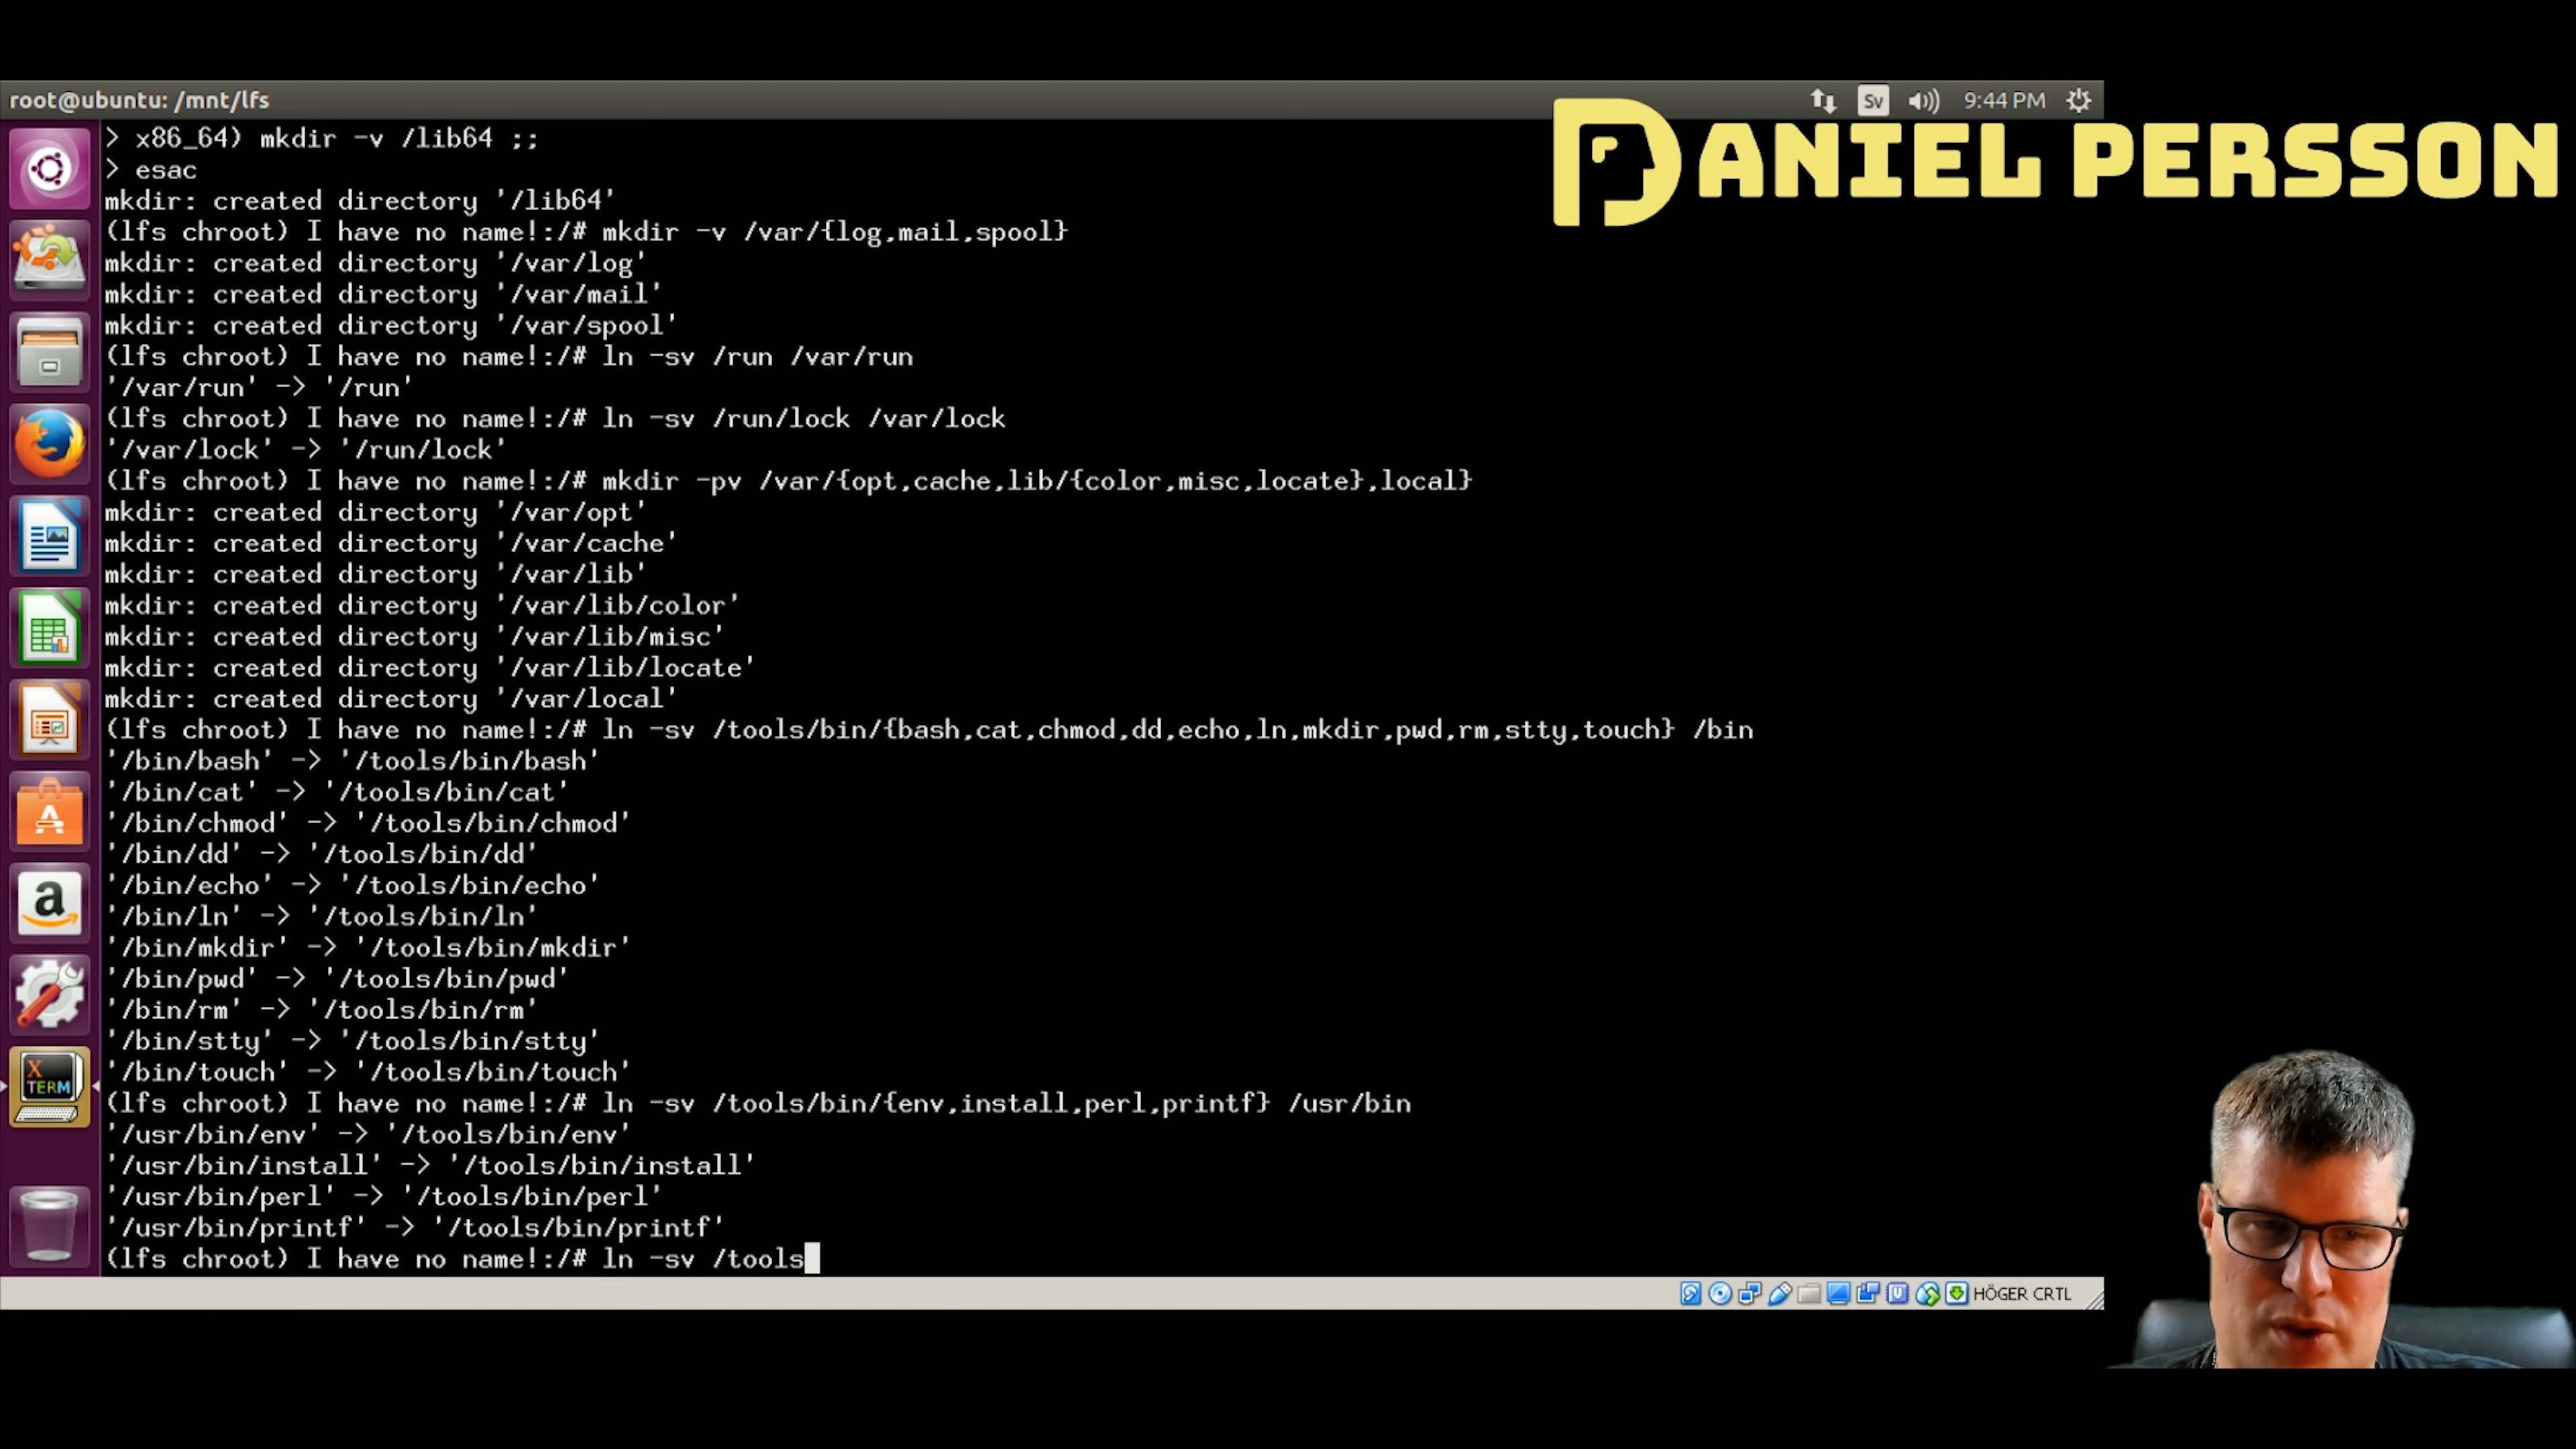 root@ubuntu: /mnt/lfs
Sv
9:44 PM
DANIEL PERSSON
> x86_64) mkdir -v /lib64 ;;
> esac
mkdir: created directory '/lib64'
(lfs chroot) I have no name!:/# mkdir -v /var/{log,mail,spool}
mkdir: created directory '/var/log'
mkdir: created directory '/var/mail'
mkdir: created directory '/var/spool'
(lfs chroot) I have no name!:/# ln -sv /run /var/run
'/var/run' -> '/run'
(lfs chroot) I have no name!:/# ln -sv /run/lock /var/lock
'/var/lock' -> '/run/lock'
(lfs chroot) I have no name!:/# mkdir -pv /var/{opt,cache,lib/{color,misc,locate},local}
mkdir: created directory '/var/opt'
mkdir: created directory '/var/cache'
mkdir: created directory '/var/lib'
mkdir: created directory '/var/lib/color'
mkdir: created directory '/var/lib/misc'
mkdir: created directory '/var/lib/locate'
mkdir: created directory '/var/local'
(lfs chroot) I have no name!:/# ln -sv /tools/bin/{bash,cat,chmod,dd,echo,ln,mkdir,pwd,rm,stty,touch} /bin
'/bin/bash' -> '/tools/bin/bash'
'/bin/cat' -> '/tools/bin/cat'
'/bin/chmod' -> '/tools/bin/chmod'
'/bin/dd' -> '/tools/bin/dd'
'/bin/echo' -> '/tools/bin/echo'
'/bin/ln' -> '/tools/bin/ln'
'/bin/mkdir' -> '/tools/bin/mkdir'
'/bin/pwd' -> '/tools/bin/pwd'
'/bin/rm' -> '/tools/bin/rm'
'/bin/stty' -> '/tools/bin/stty'
'/bin/touch' -> '/tools/bin/touch'
(lfs chroot) I have no name!:/# ln -sv /tools/bin/{env,install,perl,printf} /usr/bin
'/usr/bin/env' -> '/tools/bin/env'
'/usr/bin/install' -> '/tools/bin/install'
'/usr/bin/perl' -> '/tools/bin/perl'
'/usr/bin/printf' -> '/tools/bin/printf'
(lfs chroot) I have no name!:/# ln -sv /tools
X
TERM
HÖGER CRTL